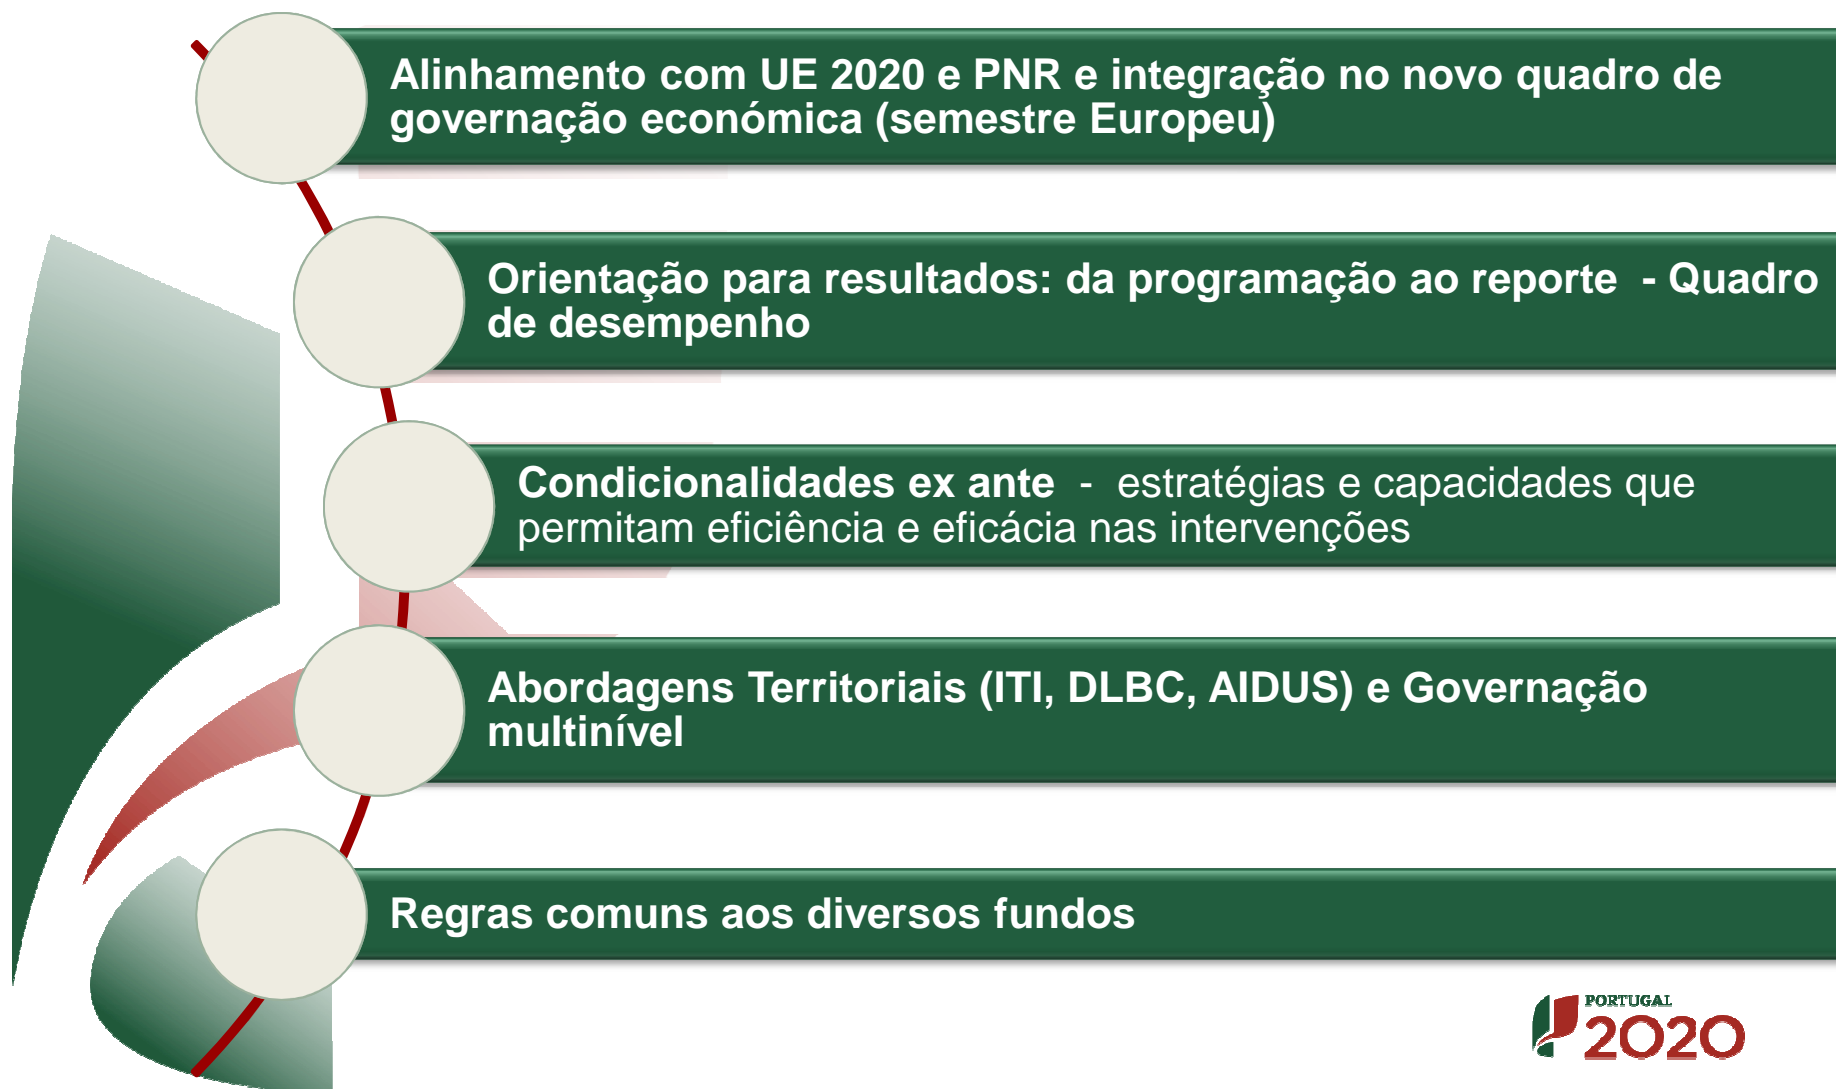 Alinhamento com UE 2020 e PNR e integração no novo quadro de
governação económica (semestre Europeu)
Orientação para resultados: da programação ao reporte  - Quadro
de desempenho
Condicionalidades ex ante  -  estratégias e capacidades que
permitam eficiência e eficácia nas intervenções
Abordagens Territoriais (ITI, DLBC, AIDUS) e Governação
multinível
Regras comuns aos diversos fundos
PORTUGAL
2020